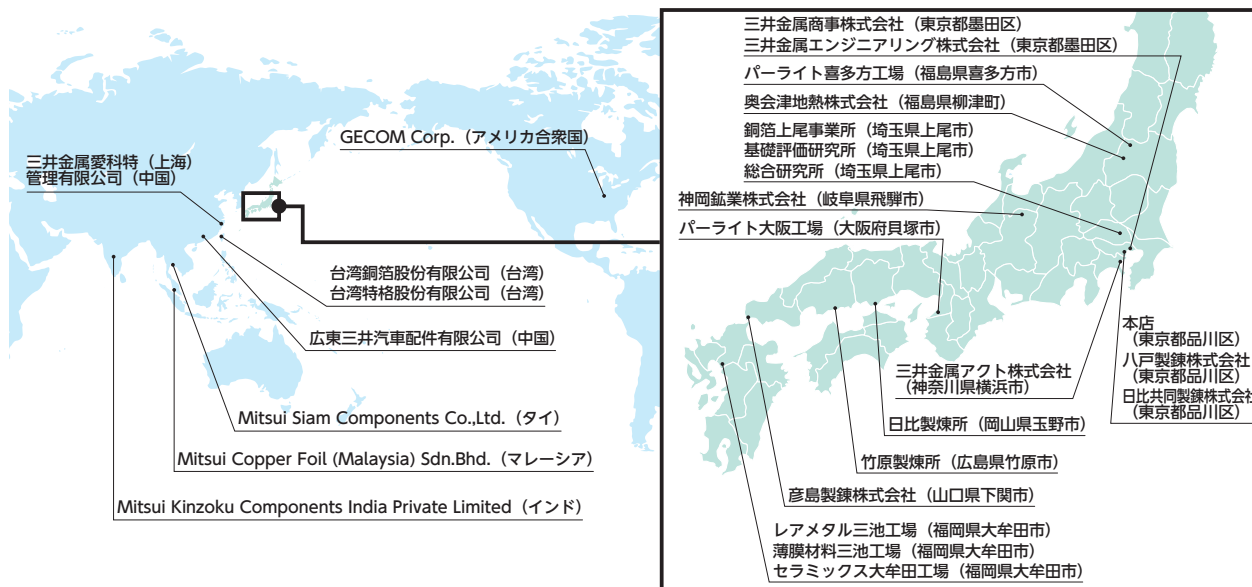 GECOM Corp.（アメリカ合衆国）
三井金属愛科特（上海）
管理有限公司（中国）
台湾銅箔股份有限公司（台湾）
台湾特格股份有限公司（台湾）
広東三井汽車配件有限公司（中国）
Mitsui Siam Components Co.,Ltd.（タイ）
Mitsui Copper Foil (Malaysia) Sdn.Bhd.（マレーシア）
Mitsui Kinzoku Components India Private Limited（インド）
三井金属商事株式会社（東京都墨田区）
三井金属エンジニアリング株式会社（東京都墨田区）
パーライト喜多方工場（福島県喜多方市）
奥会津地熱株式会社（福島県柳津町）
銅箔上尾事業所（埼玉県上尾市）
基礎評価研究所（埼玉県上尾市）
総合研究所（埼玉県上尾市）
神岡鉱業株式会社（岐阜県飛騨市）
パーライト大阪工場（大阪府貝塚市）
本店
（東京都品川区）
八戸製錬株式会社
（東京都品川区）
日比共同製錬株式会社
（東京都品川区）
三井金属アクト株式会社
（神奈川県横浜市）
日比製煉所（岡山県玉野市）
竹原製煉所（広島県竹原市）
彦島製錬株式会社（山口県下関市）
レアメタル三池工場（福岡県大牟田市）
薄膜材料三池工場（福岡県大牟田市）
セラミックス大牟田工場（福岡県大牟田市）